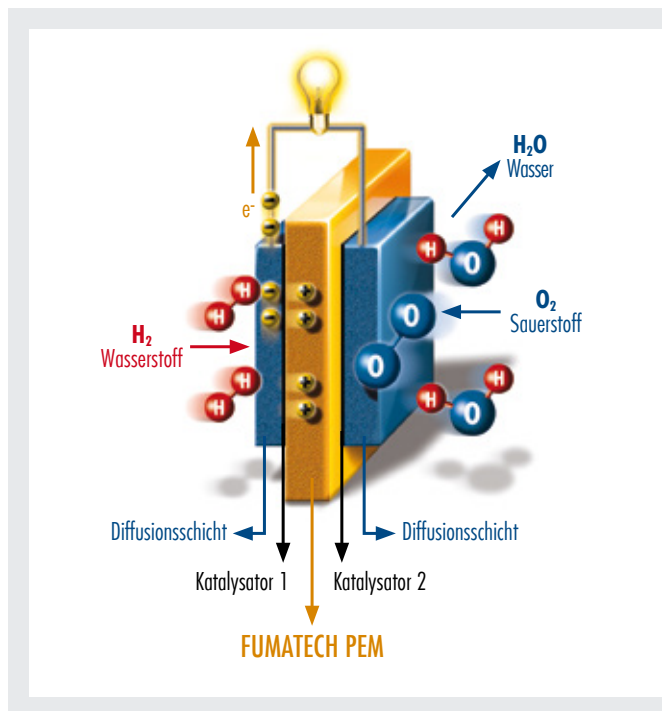 H₂O
Wasser
e⁻
H
H
O
O
O₂
Sauerstoff
H
H
H₂
Wasserstoff
O
H
H
H
H
O
Diffusionsschicht
Diffusionsschicht
Katalysator 1
Katalysator 2
FUMATECH PEM